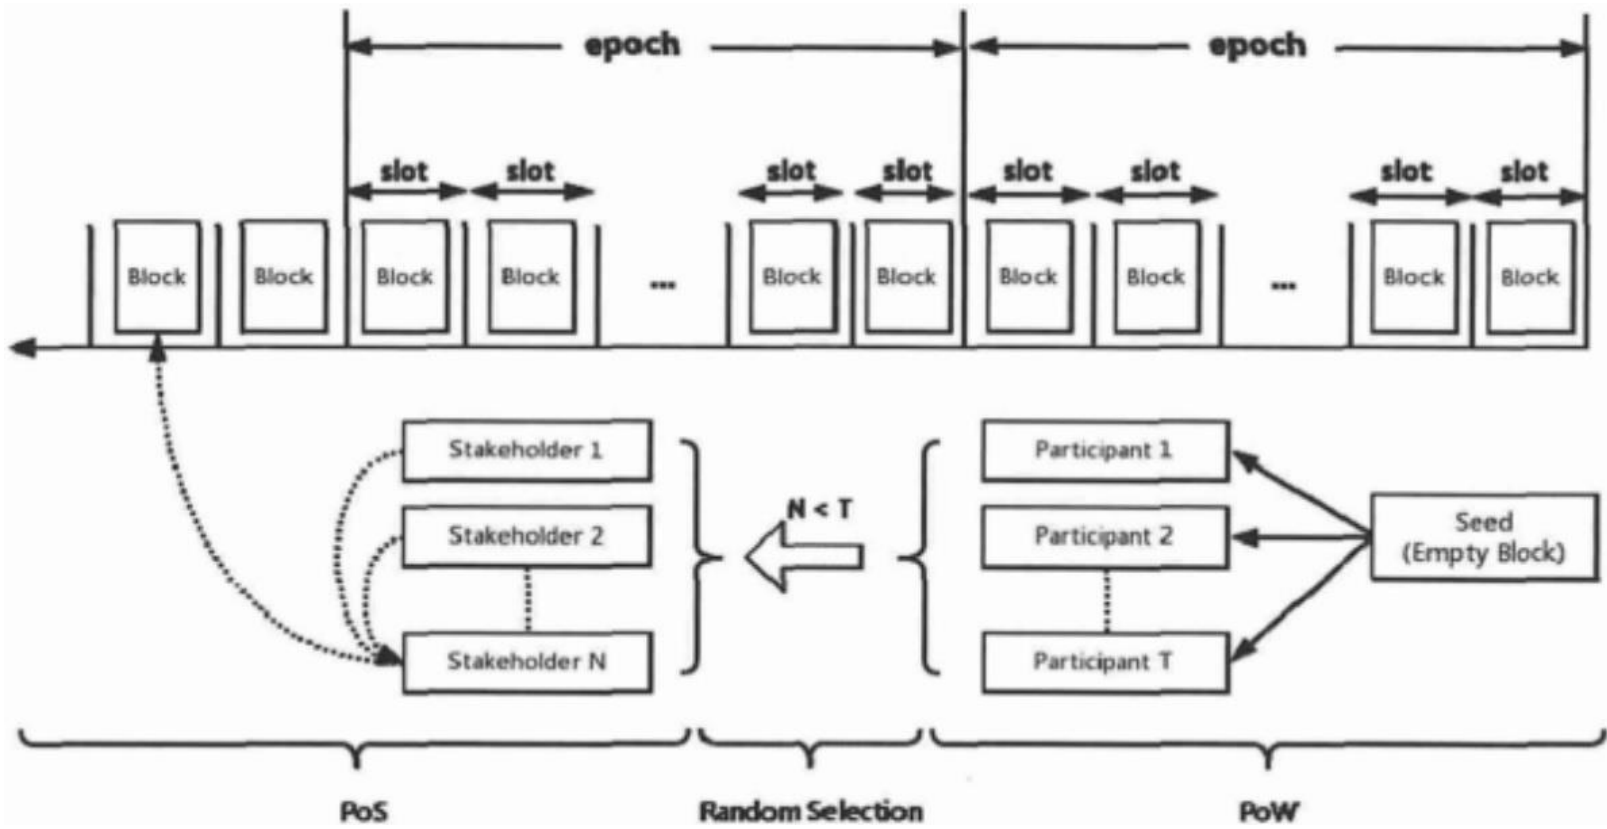 epoch epoch
slot slot slot slot slot slot slot slot
Block Block Block Block ... Block Block Block Block ... Block Block
Stakeholder 1
Stakeholder 2
Stakeholder N
N < T
Participant 1
Participant 2
Participant T
Seed
(Empty Block)
PoS Random Selection PoW